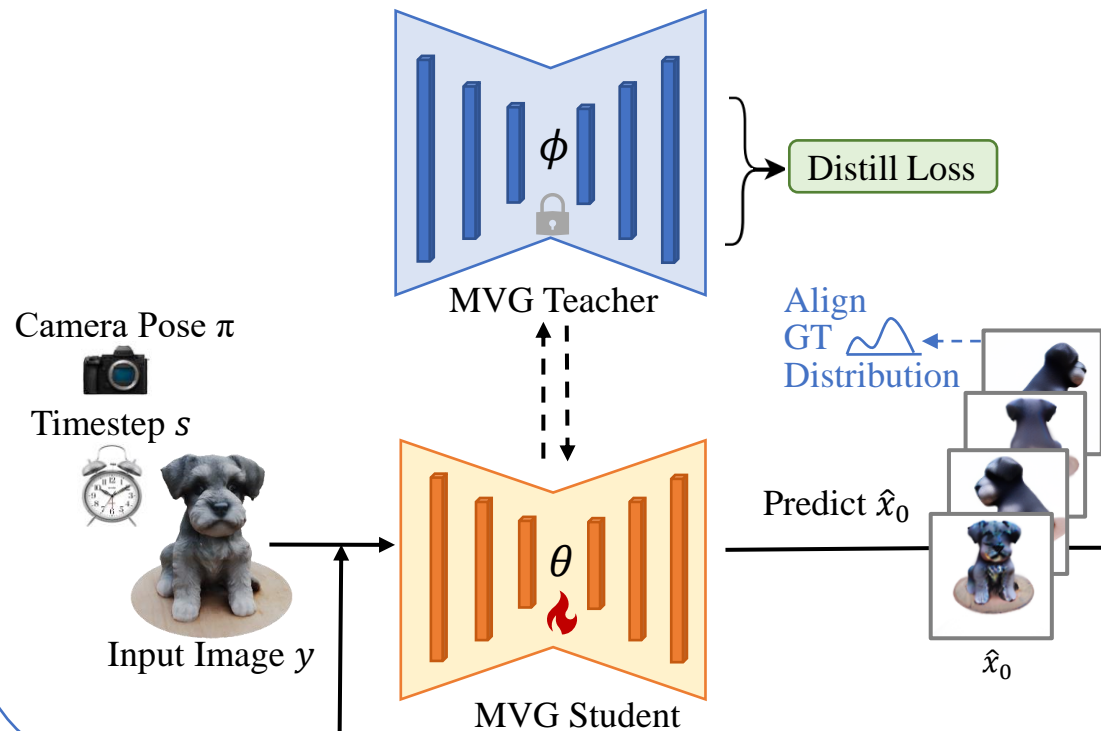 ϕ
Distill Loss
MVG Teacher
Camera Pose π
Timestep s
Align
GT
Distribution
Input Image y
θ
MVG Student
Predict x̂₀
x̂₀